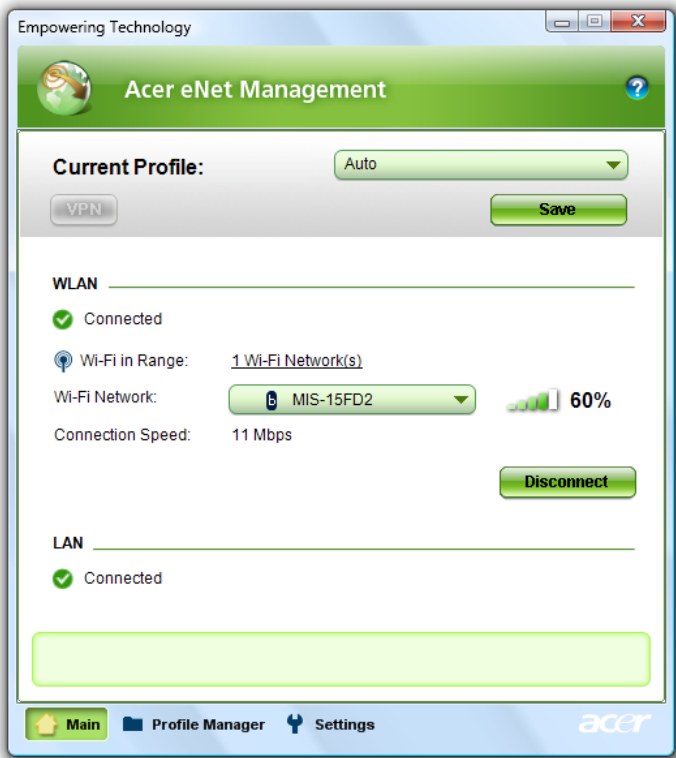 Empowering Technology
Acer eNet Management
?
Current Profile:
Auto
VPN
Save
WLAN
Connected
Wi-Fi in Range:
1 Wi-Fi Network(s)
Wi-Fi Network:
b MIS-15FD2
60%
Connection Speed:
11 Mbps
Disconnect
LAN
Connected
Main
Profile Manager
Settings
acer